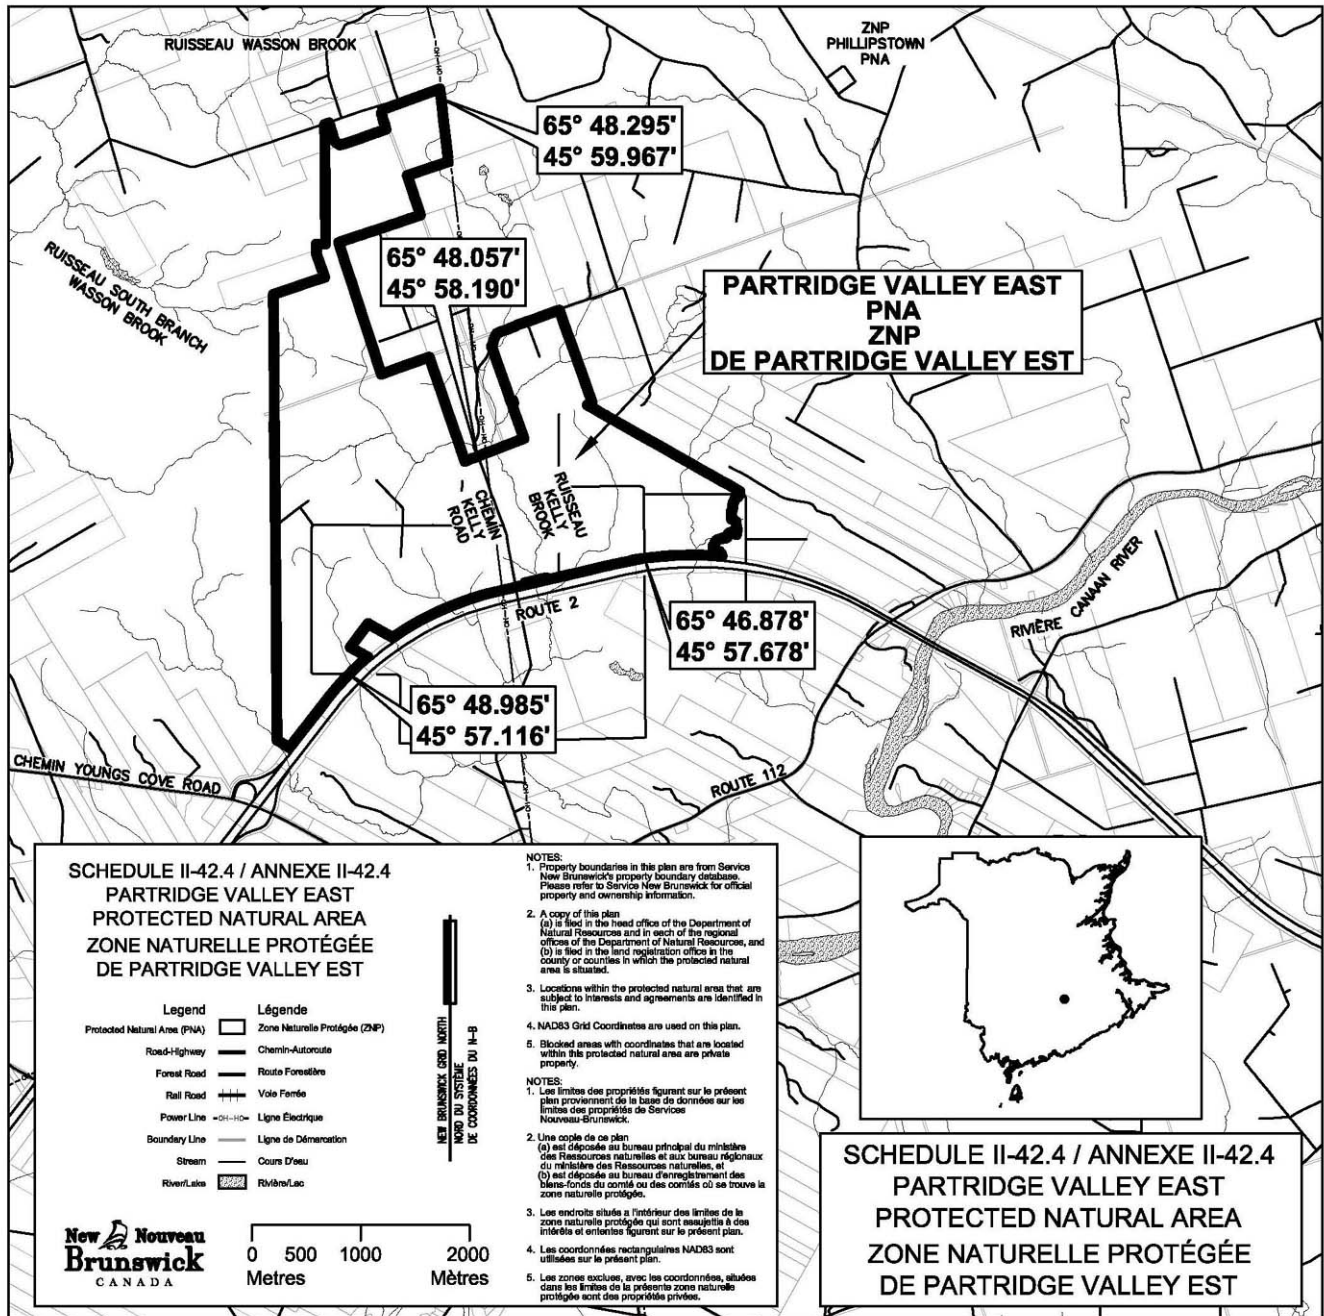 RUISSEAU WASSON BROOK
ZNP
PHILLIPSTOWN
PNA
65° 48.295'
45° 59.967'
RUISSEAU SOUTH BRANCH
WASSON BROOK
65° 48.057'
45° 58.190'
PARTRIDGE VALLEY EAST
PNA
ZNP
DE PARTRIDGE VALLEY EST
CHEMIN
KELLY
ROAD
RUISSEAU
KELLY
BROOK
ROUTE 2
65° 46.878'
45° 57.678'
RIVIÈRE CANAAN RIVER
65° 48.985'
45° 57.116'
CHEMIN YOUNGS COVE ROAD
ROUTE 112
SCHEDULE II-42.4 / ANNEXE II-42.4
PARTRIDGE VALLEY EAST
PROTECTED NATURAL AREA
ZONE NATURELLE PROTÉGÉE
DE PARTRIDGE VALLEY EST
Legend Légende
Protected Natural Area (PNA) Zone Naturelle Protégée (ZNP)
Road-Highway Chemin-Autoroute
Forest Road Route Forestière
Rail Road Voie Ferrée
Power Line -OH-HO- Ligne Électrique
Boundary Line Ligne de Démarcation
Stream Cours D'eau
River/Lake Rivière/Lac
NEW BRUNSWICK GRID NORTH
NORD DU SYSTÈME
DE COORDONNÉES DU N-B
New Nouveau
Brunswick
CANADA
0 500 1000 2000
Metres Mètres
NOTES:
1. Property boundaries in this plan are from Service
New Brunswick's property boundary database.
Please refer to Service New Brunswick for official
property and ownership information.
2. A copy of this plan
(a) is filed in the head office of the Department of
Natural Resources and in each of the regional
offices of the Department of Natural Resources, and
(b) is filed in the land registration office in the
county or counties in which the protected natural
area is situated.
3. Locations within the protected natural area that are
subject to interests and agreements are identified in
this plan.
4. NAD83 Grid Coordinates are used on this plan.
5. Blocked areas with coordinates that are located
within this protected natural area are private
property.
NOTES:
1. Les limites des propriétés figurant sur le présent
plan proviennent de la base de données sur les
limites des propriétés de Services
Nouveau-Brunswick.
2. Une copie de ce plan
(a) est déposée au bureau principal du ministère
des Ressources naturelles et aux bureau régionaux
du ministère des Ressources naturelles, et
(b) est déposée au bureau d'enregistrement des
biens-fonds du comté ou des comtés où se trouve la
zone naturelle protégée.
3. Les endroits situés a l'intérieur des limites de la
zone naturelle protégée qui sont assujettis à des
intérêts et ententes figurent sur le présent plan.
4. Les coordonnées rectangulaires NAD83 sont
utilisées sur le présent plan.
5. Les zones exclues, avec les coordonnées, situées
dans les limites de la présente zone naturelle
protégée sont des propriétés privées.
SCHEDULE II-42.4 / ANNEXE II-42.4
PARTRIDGE VALLEY EAST
PROTECTED NATURAL AREA
ZONE NATURELLE PROTÉGÉE
DE PARTRIDGE VALLEY EST